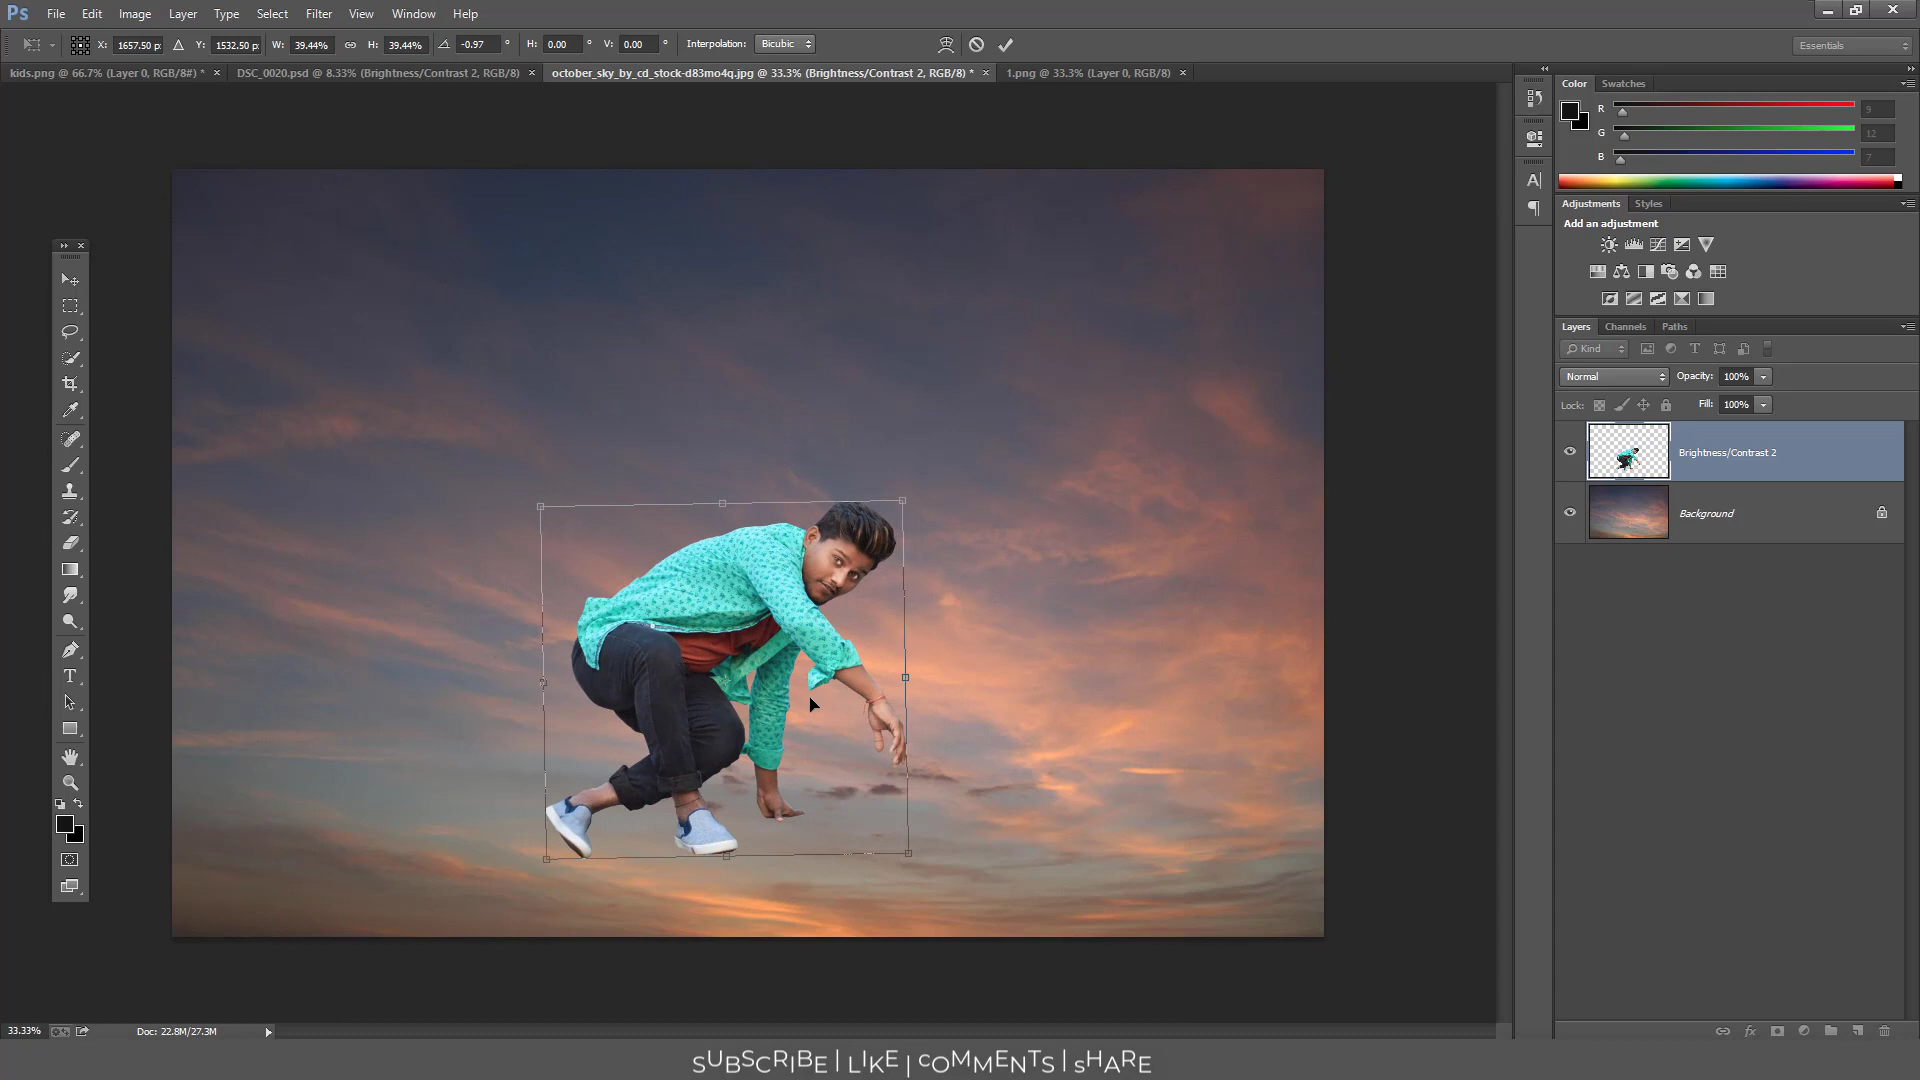 Ps File Edit Image Layer Type Select Filter View Window Help
X: 1657.50 p: Y: 1532.50 p: W: 39.44% H: 39.44% -0.97 ° H: 0.00 ° V: 0.00 ° Interpolation: Bicubic Essentials
kids.png @ 66.7% (Layer 0, RGB/8#) * × DSC_0020.psd @ 8.33% (Brightness/Contrast 2, RGB/8) × october_sky_by_cd_stock-d83mo4q.jpg @ 33.3% (Brightness/Contrast 2, RGB/8) * × 1.png @ 33.3% (Layer 0, RGB/8) ×
Color Swatches
R 9
G 12
B 7
Adjustments Styles
Add an adjustment
Layers Channels Paths
Kind
Normal Opacity: 100%
Lock: Fill: 100%
Brightness/Contrast 2
Background
33.33% Doc: 22.8M/27.3M
SUBSCRIBE | LIKE | COMMENTS | SHARE